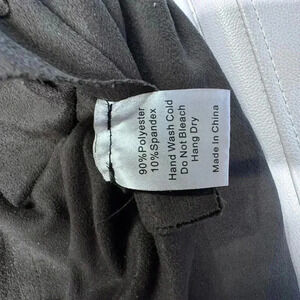 90%Polyester
10%Spandex
Hand Wash Cold
Do Not Bleach
Hang Dry
Made In China